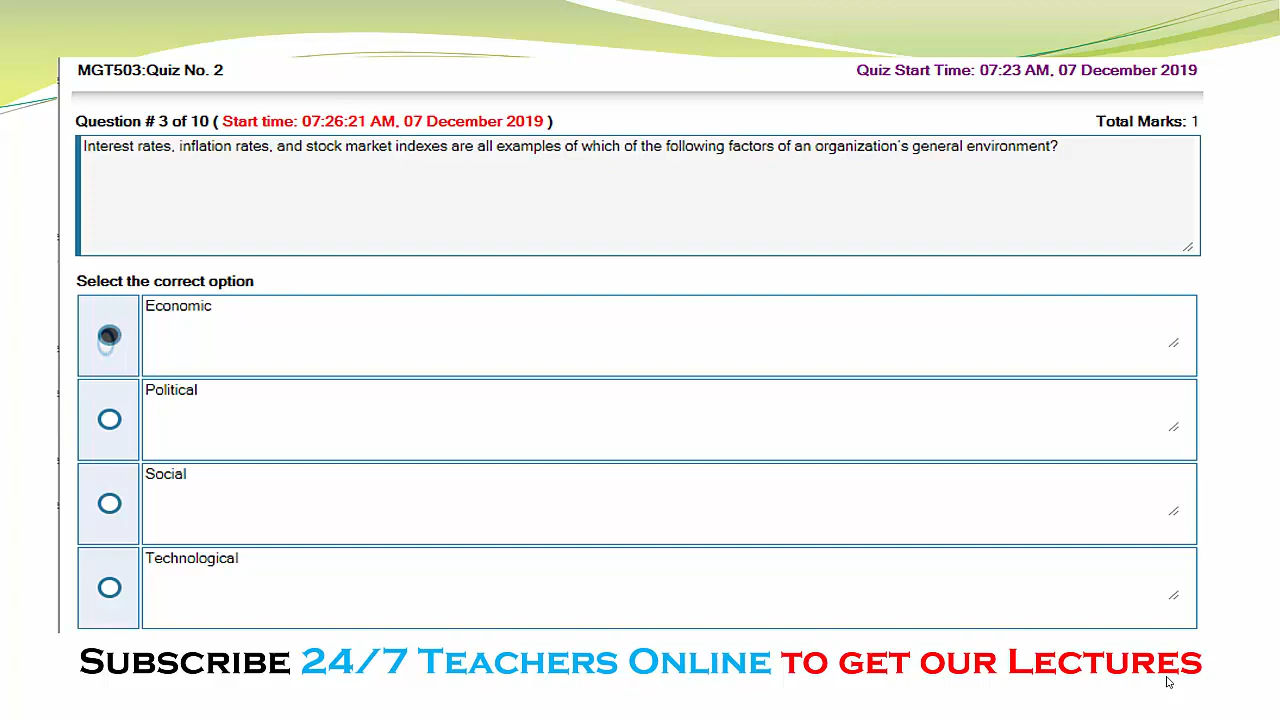 MGT503:Quiz No. 2
Quiz Start Time: 07:23 AM, 07 December 2019
Question # 3 of 10 ( Start time: 07:26:21 AM, 07 December 2019 )
Total Marks: 1
Interest rates, inflation rates, and stock market indexes are all examples of which of the following factors of an organization's general environment?
Select the correct option
Economic
Political
Social
Technological
Subscribe 24/7 Teachers Online to get our Lectures